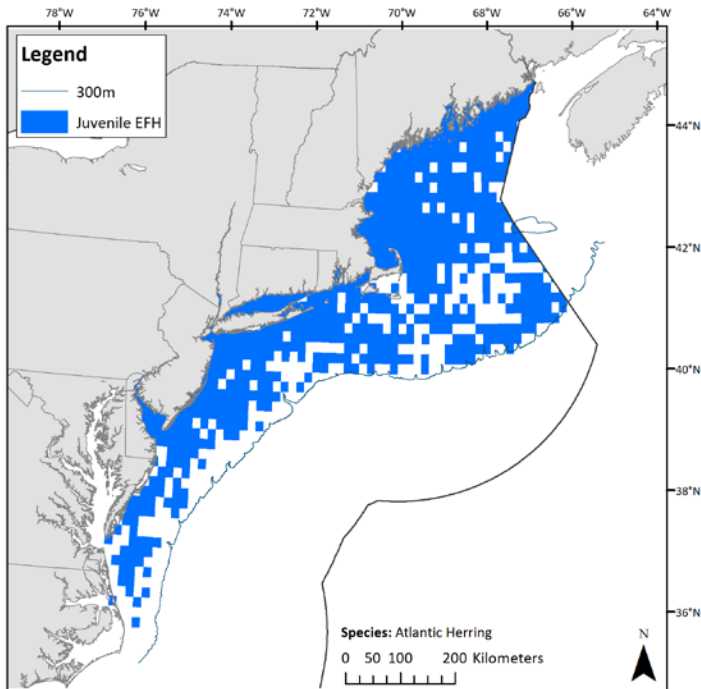 78°W 76°W 74°W 72°W 70°W 68°W 66°W 64°W
Legend
300m
Juvenile EFH
44°N
42°N
40°N
38°N
36°N
Species: Atlantic Herring
0 50 100 200 Kilometers
N